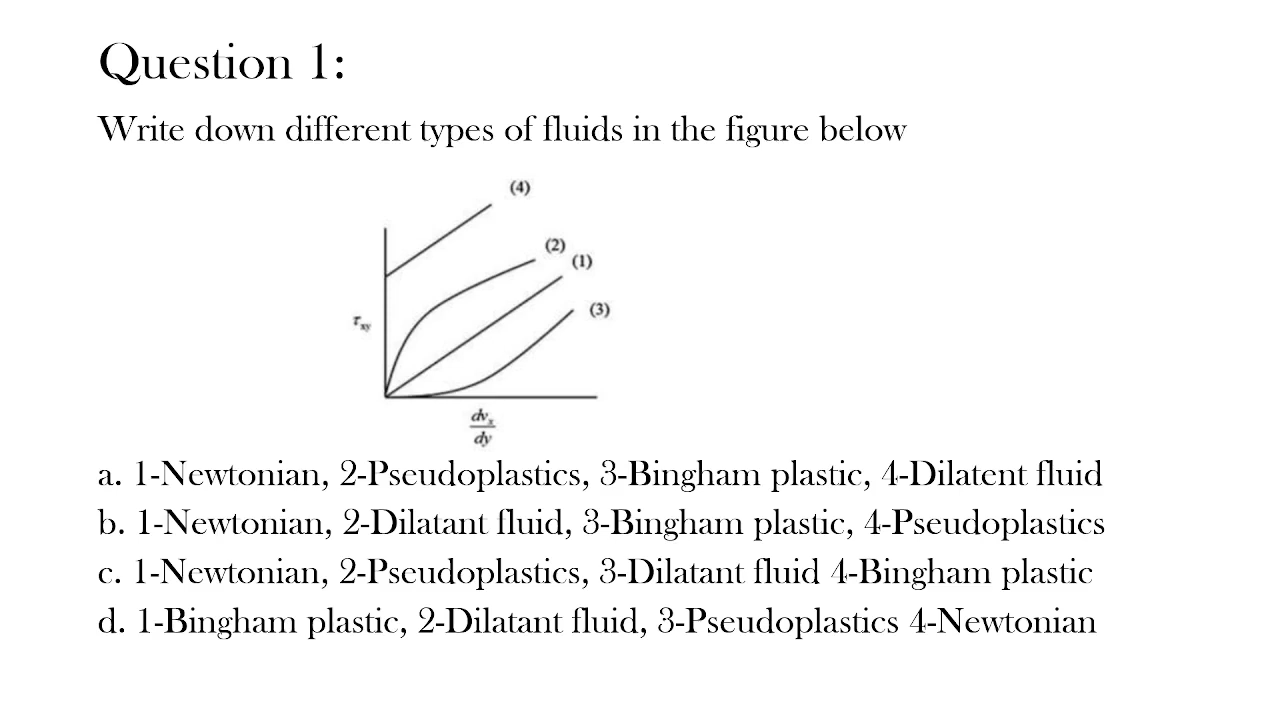 Question 1:
Write down different types of fluids in the figure below
(4)
(2)
(1)
(3)
τxy
dvx
dy
a. 1-Newtonian, 2-Pseudoplastics, 3-Bingham plastic, 4-Dilatent fluid
b. 1-Newtonian, 2-Dilatant fluid, 3-Bingham plastic, 4-Pseudoplastics
c. 1-Newtonian, 2-Pseudoplastics, 3-Dilatant fluid 4-Bingham plastic
d. 1-Bingham plastic, 2-Dilatant fluid, 3-Pseudoplastics 4-Newtonian